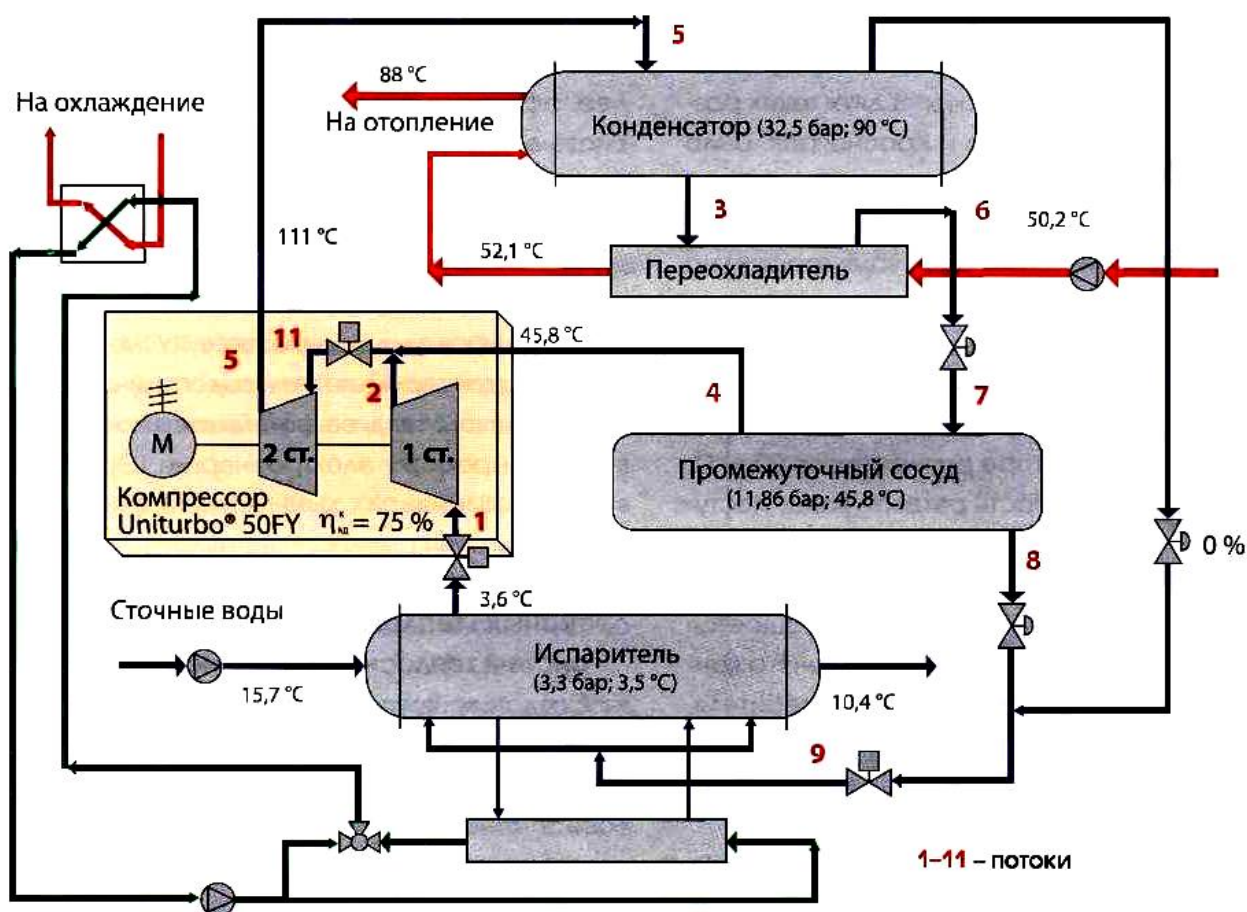 5
88 °C
На охлаждение
На отопление
Конденсатор (32,5 бар; 90 °C)
3
6
50,2 °C
111 °C
52,1 °C
Переохладитель
11
45,8 °C
5
2
4
7
М
2 ст.
1 ст.
Промежуточный сосуд
(11,86 бар; 45,8 °C)
Компрессор
Uniturbo® 50FY
= 75 %
1
8
0 %
3,6 °C
Сточные воды
Испаритель
(3,3 бар; 3,5 °C)
15,7 °C
10,4 °C
9
1–11 – потоки